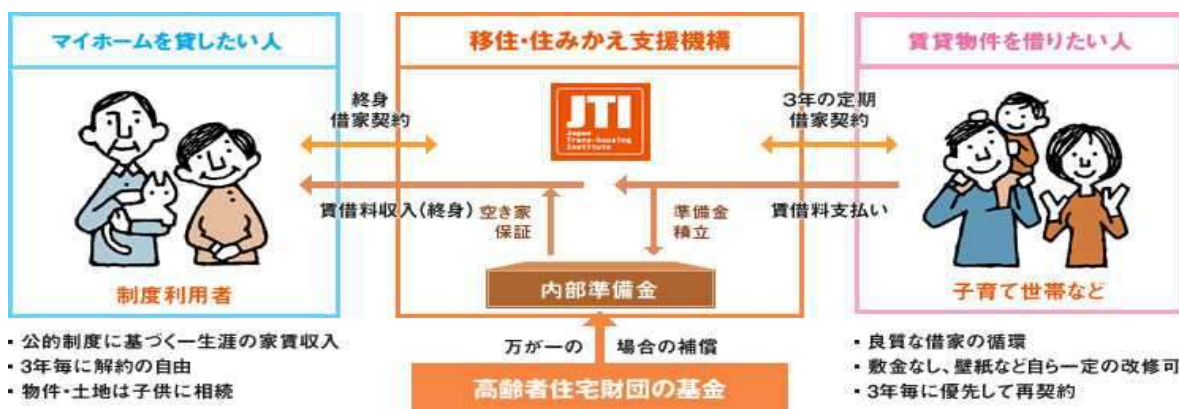 マイホームを貸したい人
移住・住みかえ支援機構
賃貸物件を借りたい人
終身
借家契約
JTI
Japan
Trans-housing
Institute
3年の定期
借家契約
賃借料収入(終身)
空き家
保証
準備金
積立
賃借料支払い
内部準備金
制度利用者
子育て世帯など
▪ 公的制度に基づく一生涯の家賃収入
▪ 3年毎に解約の自由
▪ 物件・土地は子供に相続
万が一の 場合の補償
高齢者住宅財団の基金
▪ 良質な借家の循環
▪ 敷金なし、壁紙など自ら一定の改修可
▪ 3年毎に優先して再契約